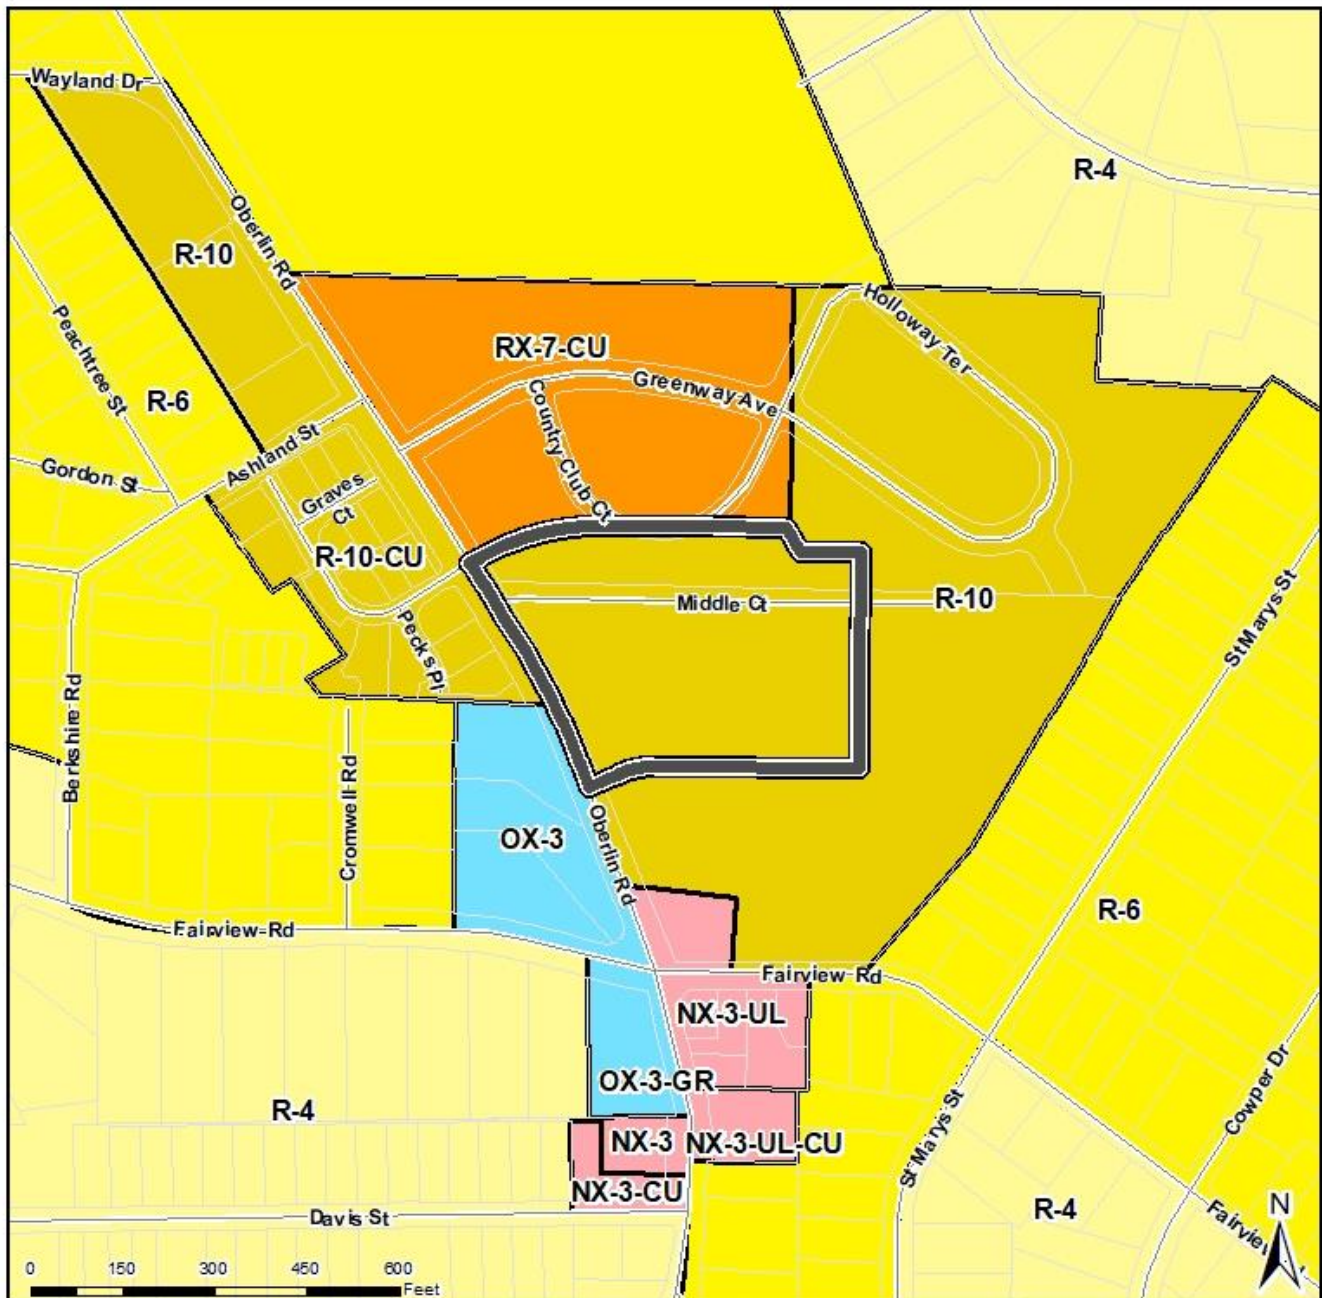 Wayland Dr
R-4
Oberlin Rd
R-10
Holloway Ter
Peachtree St
RX-7-CU
Greenway Ave
R-6
Country Club Ct
Ashland St
Gordon St
Graves
Ct
R-10-CU
Middle Ct
R-10
St Marys St
Pecks Pl
Berkshire Rd
Cromwell Rd
OX-3
Oberlin Rd
R-6
Fairview Rd
Fairview Rd
NX-3-UL
OX-3-GR
R-4
Cowper Dr
NX-3
NX-3-UL-CU
St Marys St
NX-3-CU
Davis St
R-4
N
0 150 300 450 600
Feet